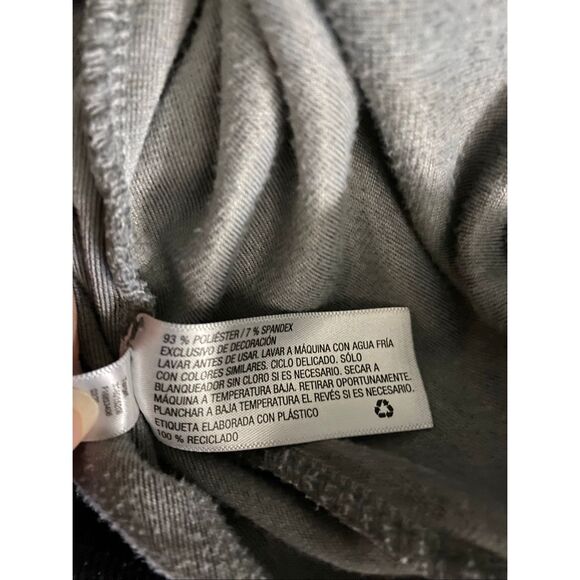 93 % POLIÉSTER / 7 % SPANDEX
EXCLUSIVO DE DECORACIÓN
LAVAR ANTES DE USAR. LAVAR A MÁQUINA CON AGUA FRÍA
CON COLORES SIMILARES. CICLO DELICADO. SÓLO
BLANQUEADOR SIN CLORO SI ES NECESARIO. SECAR A
MÁQUINA A TEMPERATURA BAJA. RETIRAR OPORTUNAMENTE.
PLANCHAR A BAJA TEMPERATURA EL REVÉS SI ES NECESARIO.
ETIQUETA ELABORADA CON PLÁSTICO
100 % RECICLADO